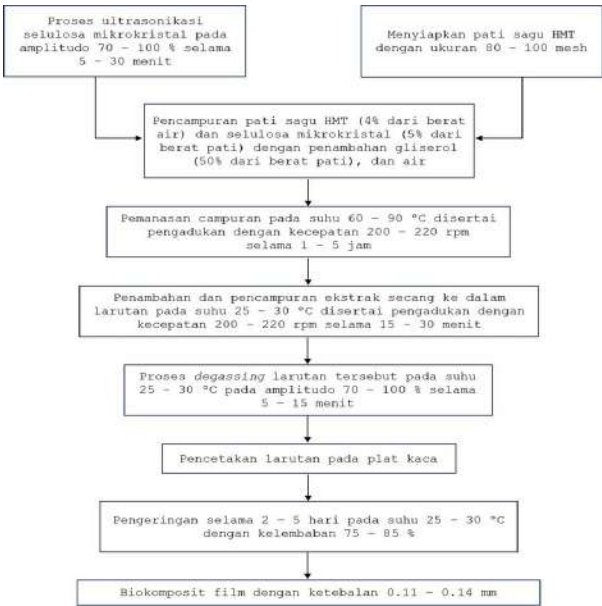 Proses ultrasonikasi
selulosa mikrokristal pada
amplitudo 70 – 100 % selama
5 – 30 menit
Menyiapkan pati sagu HMT
dengan ukuran 80 – 100 mesh
Pencampuran pati sagu HMT (4% dari berat
air) dan selulosa mikrokristal (5% dari
berat pati) dengan penambahan gliserol
(50% dari berat pati), dan air
Pemanasan campuran pada suhu 60 – 90 °C disertai
pengadukan dengan kecepatan 200 – 220 rpm
selama 1 – 5 jam
Penambahan dan pencampuran ekstrak secang ke dalam
larutan pada suhu 25 – 30 °C disertai pengadukan dengan
kecepatan 200 – 220 rpm selama 15 – 30 menit
Proses degassing larutan tersebut pada suhu
25 – 30 °C pada amplitudo 70 – 100 % selama
5 – 15 menit
Pencetakan larutan pada plat kaca
Pengeringan selama 2 – 5 hari pada suhu 25 – 30 °C
dengan kelembaban 75 – 85 %
Biokomposit film dengan ketebalan 0.11 – 0.14 mm